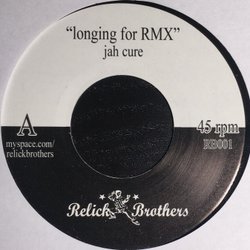 “longing for RMX”
jah cure
A
myspace.com/
relickbrothers
45 rpm
RB001
Relick Brothers